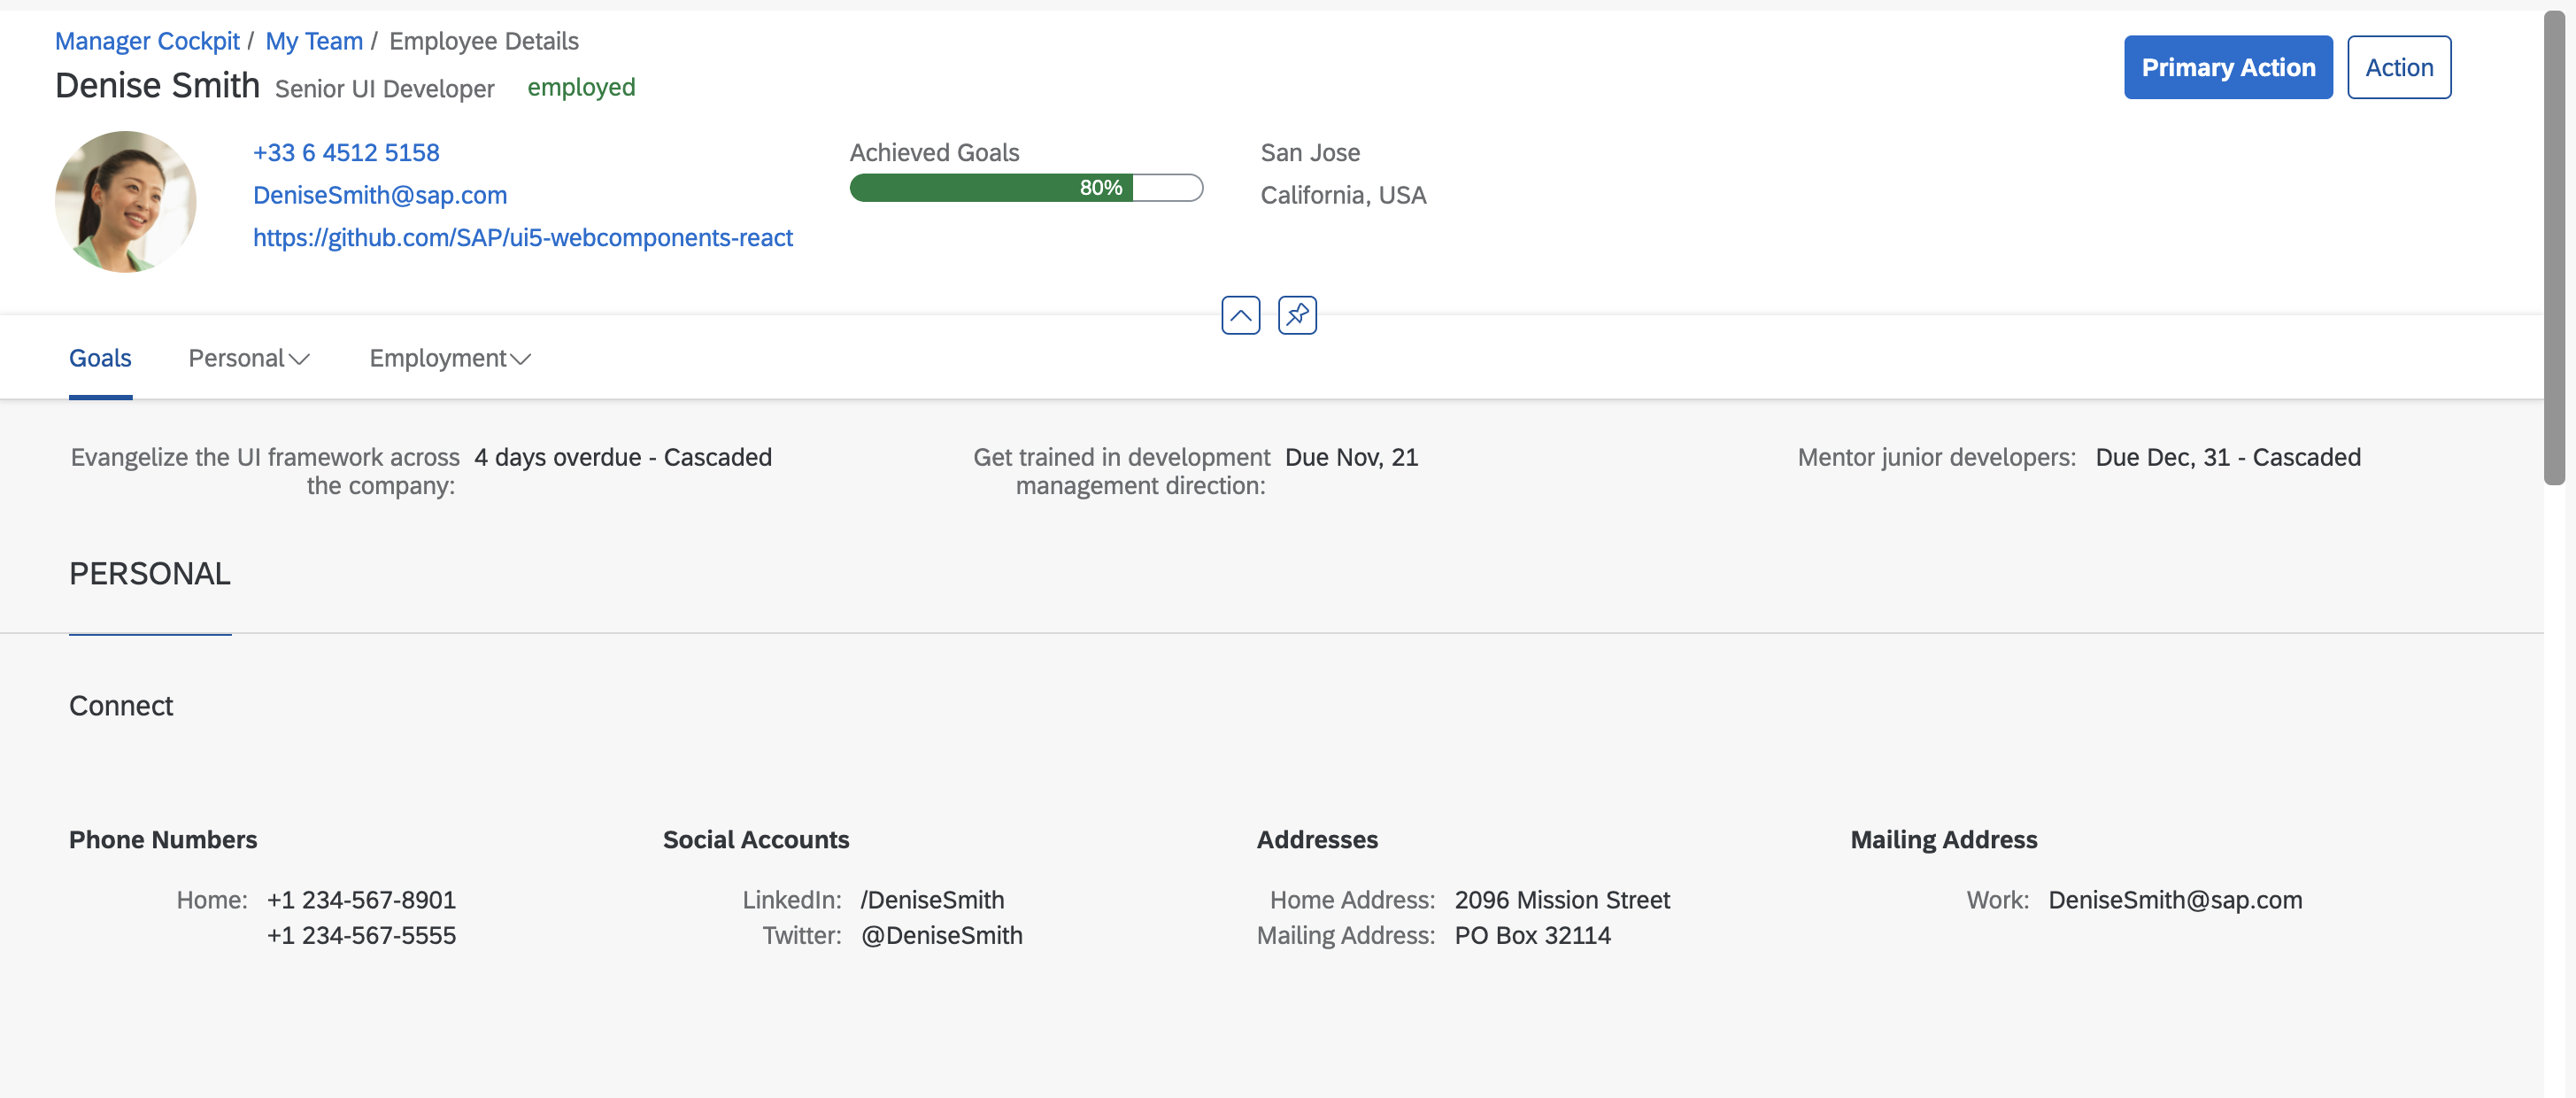 Manager Cockpit / My Team / Employee Details
Denise Smith Senior UI Developer employed
Primary Action Action
+33 6 4512 5158
DeniseSmith@sap.com
https://github.com/SAP/ui5-webcomponents-react
Achieved Goals
80%
San Jose
California, USA
Goals Personal Employment
Evangelize the UI framework across
the company:
4 days overdue - Cascaded
Get trained in development
management direction:
Due Nov, 21
Mentor junior developers: Due Dec, 31 - Cascaded
PERSONAL
Connect
Phone Numbers
Home: +1 234-567-8901
+1 234-567-5555
Social Accounts
LinkedIn: /DeniseSmith
Twitter: @DeniseSmith
Addresses
Home Address: 2096 Mission Street
Mailing Address: PO Box 32114
Mailing Address
Work: DeniseSmith@sap.com